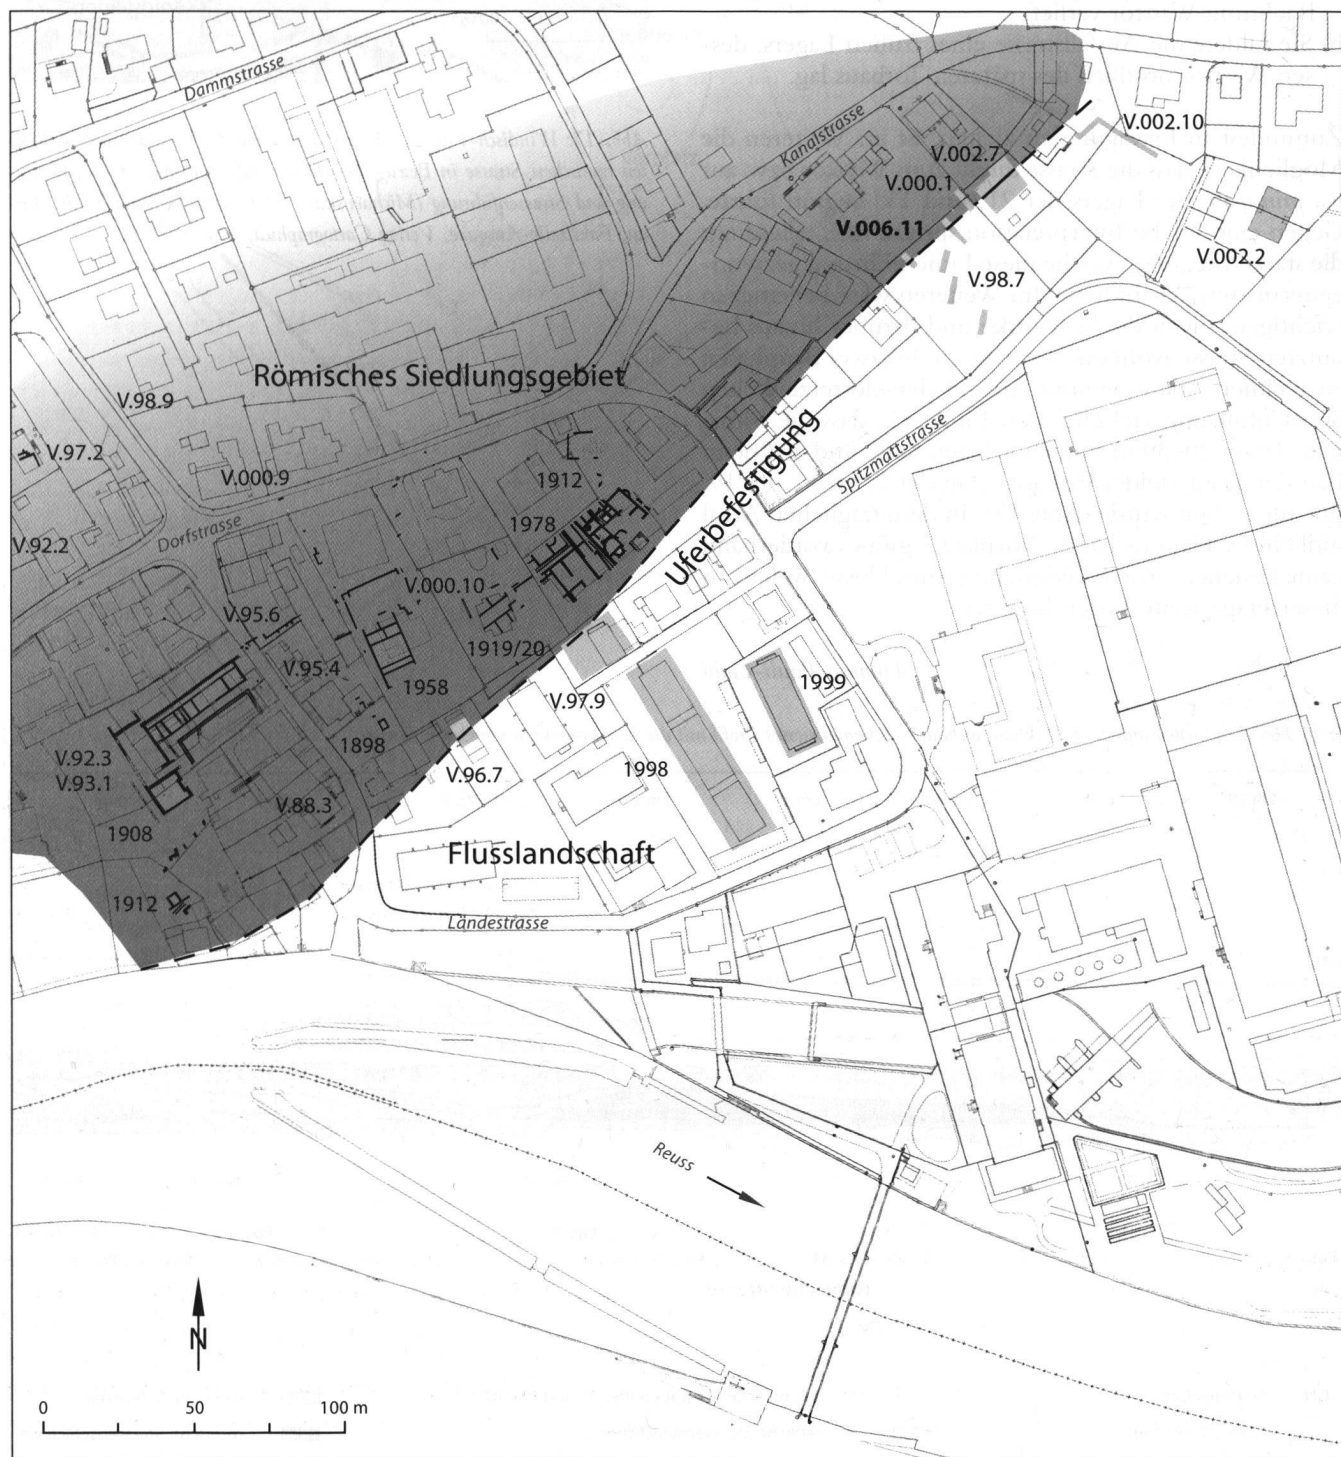 Dammstrasse
V.002.10
Kanalstrasse
V.002.7
V.000.1
V.006.11
V.002.2
V.98.7
Römisches Siedlungsgebiet
V.98.9
V.97.2
V.000.9
1912
Uferbefestigung
Spitzmattstrasse
Dorfstrasse
1978
V.92.2
V.000.10
V.95.6
1919/20
V.95.4
1958
V.97.9
1999
1898
V.92.3
V.93.1
V.96.7
1998
V.88.3
1908
Flusslandschaft
1912
Ländestrasse
Reuss
N
0 50 100 m